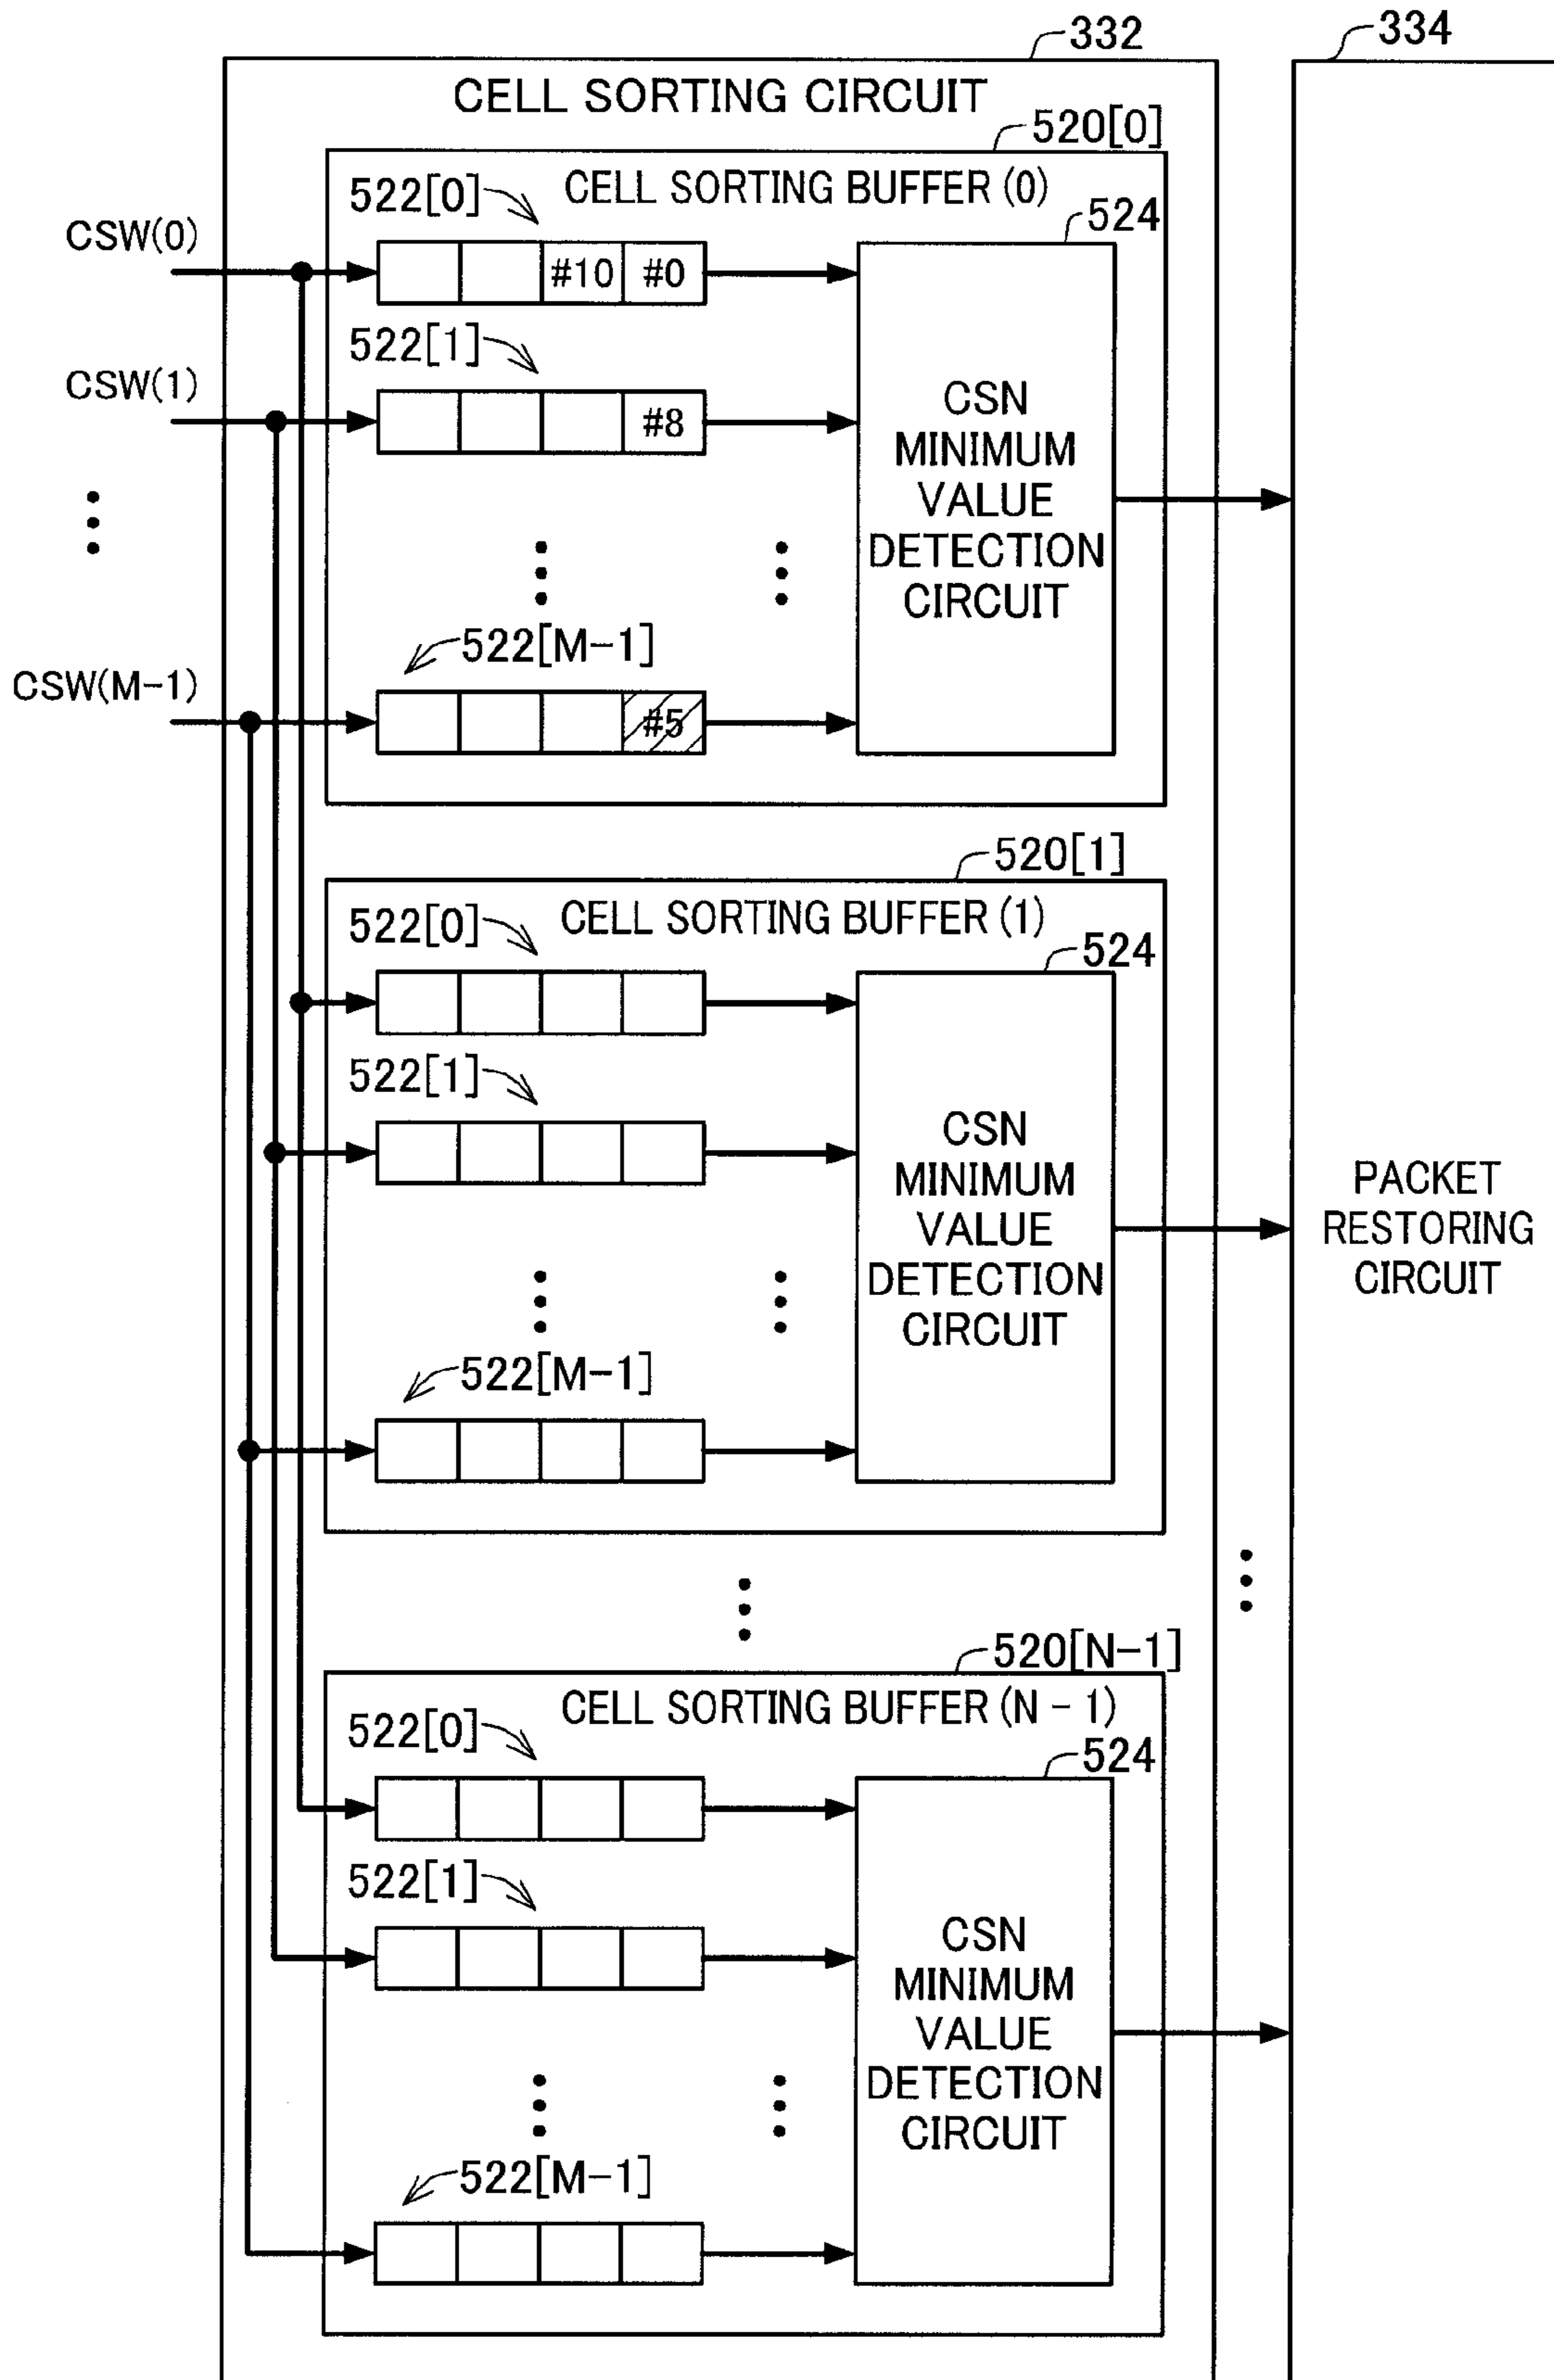 332
334
CELL SORTING CIRCUIT
520[0]
522[0]
CELL SORTING BUFFER (0)
524
CSW(0)
#10 #0
522[1]
CSW(1)
#8
CSN
MINIMUM
VALUE
DETECTION
CIRCUIT
522[M-1]
CSW(M-1)
#5
520[1]
522[0]
CELL SORTING BUFFER (1)
524
522[1]
CSN
MINIMUM
VALUE
DETECTION
CIRCUIT
PACKET
RESTORING
CIRCUIT
522[M-1]
520[N-1]
CELL SORTING BUFFER (N - 1)
522[0]
524
522[1]
CSN
MINIMUM
VALUE
DETECTION
CIRCUIT
522[M-1]